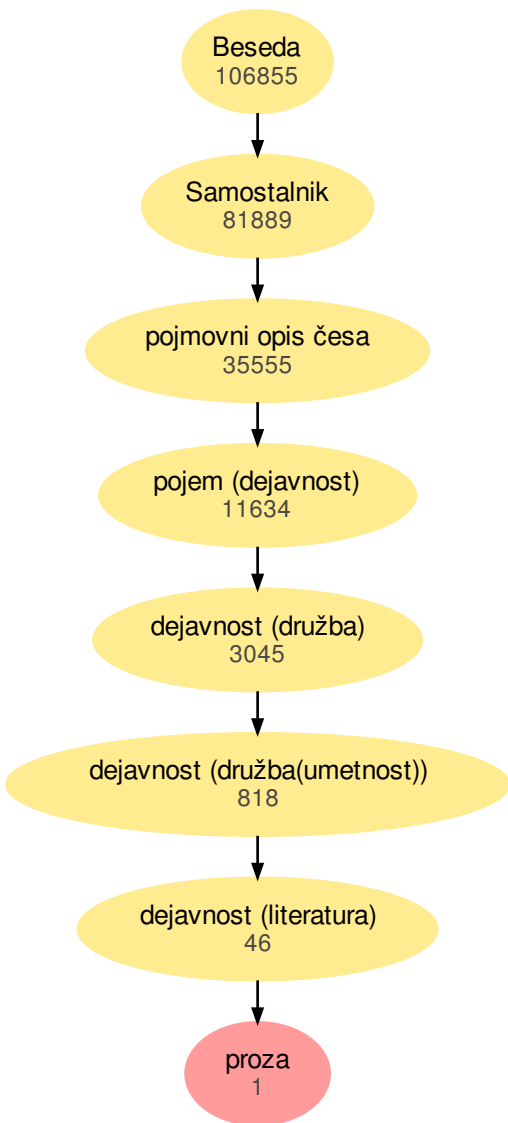 Beseda
106855
Samostalnik
81889
pojmovni opis česa
35555
pojem (dejavnost)
11634
dejavnost (družba)
3045
dejavnost (družba(umetnost))
818
dejavnost (literatura)
46
proza
1